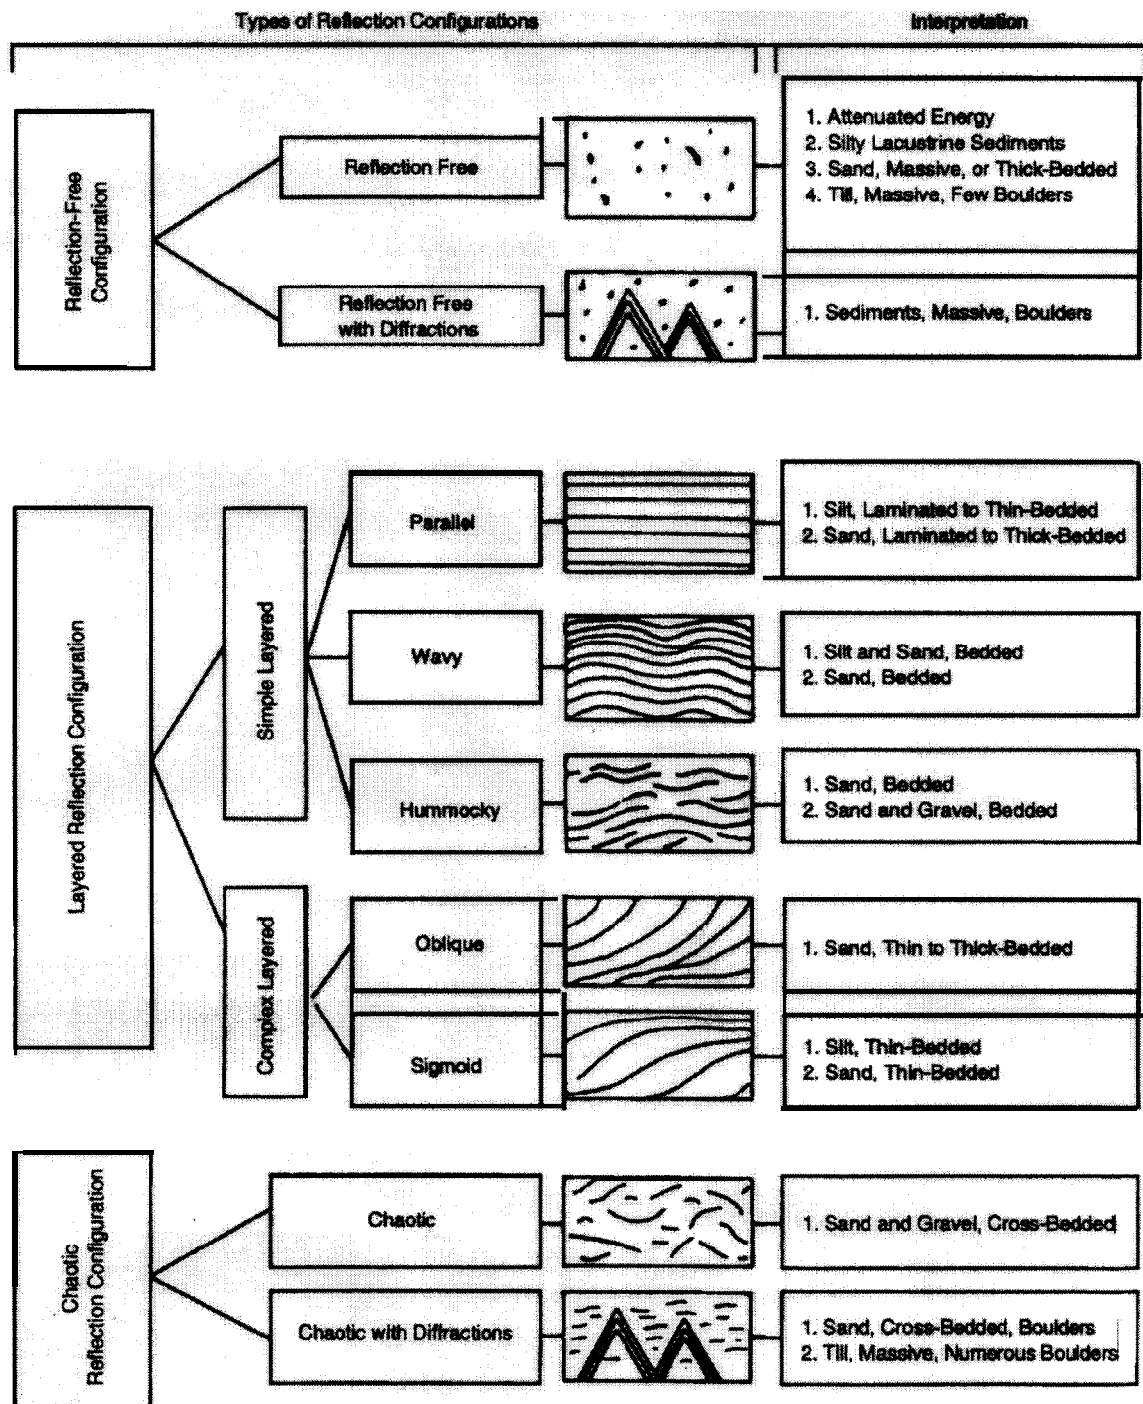 Types of Reflection Configurations
Interpretation
Reflection-Free
Configuration
Reflection Free
1. Attenuated Energy
2. Silty Lacustrine Sediments
3. Sand, Massive, or Thick-Bedded
4. Till, Massive, Few Boulders
Reflection Free
with Diffractions
1. Sediments, Massive, Boulders
Layered Reflection Configuration
Simple Layered
Parallel
1. Silt, Laminated to Thin-Bedded
2. Sand, Laminated to Thick-Bedded
Wavy
1. Silt and Sand, Bedded
2. Sand, Bedded
Hummocky
1. Sand, Bedded
2. Sand and Gravel, Bedded
Complex Layered
Oblique
1. Sand, Thin to Thick-Bedded
Sigmoid
1. Silt, Thin-Bedded
2. Sand, Thin-Bedded
Chaotic
Reflection Configuration
Chaotic
1. Sand and Gravel, Cross-Bedded
Chaotic with Diffractions
1. Sand, Cross-Bedded, Boulders
2. Till, Massive, Numerous Boulders